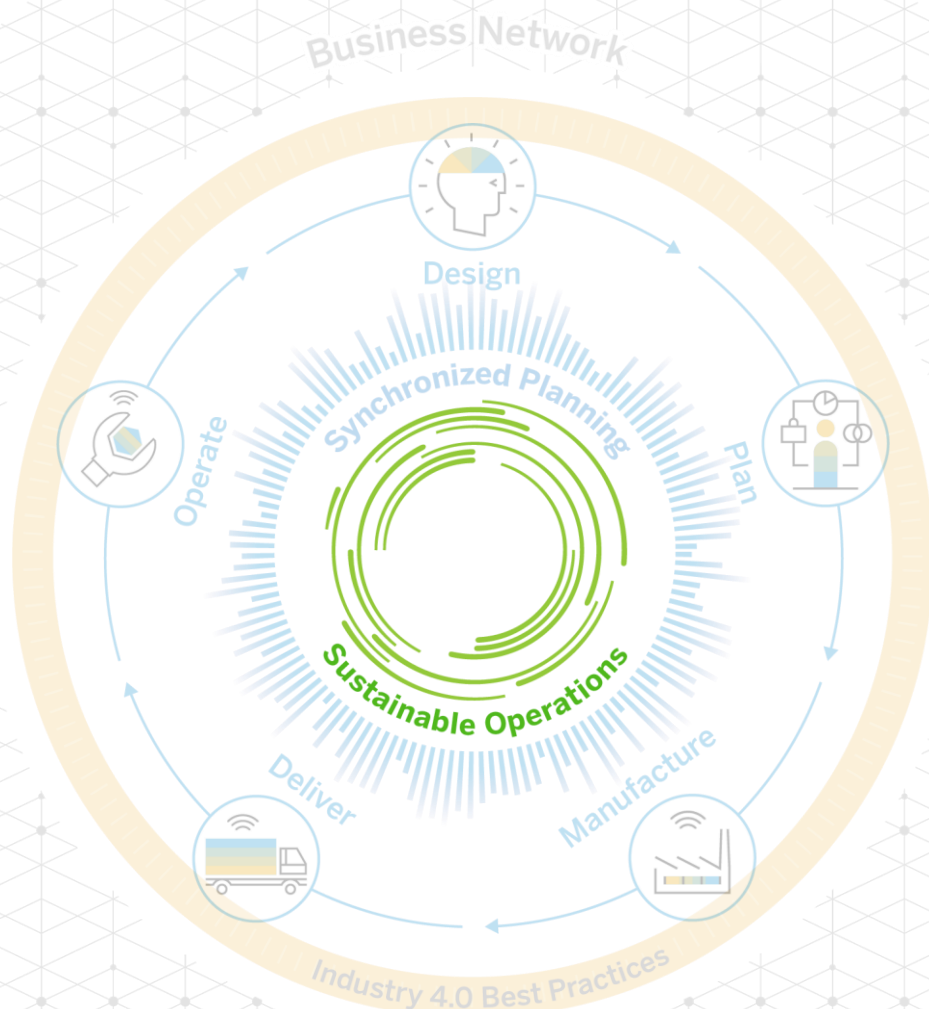 Business Network
Design
Synchronized Planning
Operate
Plan
Sustainable Operations
Deliver
Manufacture
Industry 4.0 Best Practices